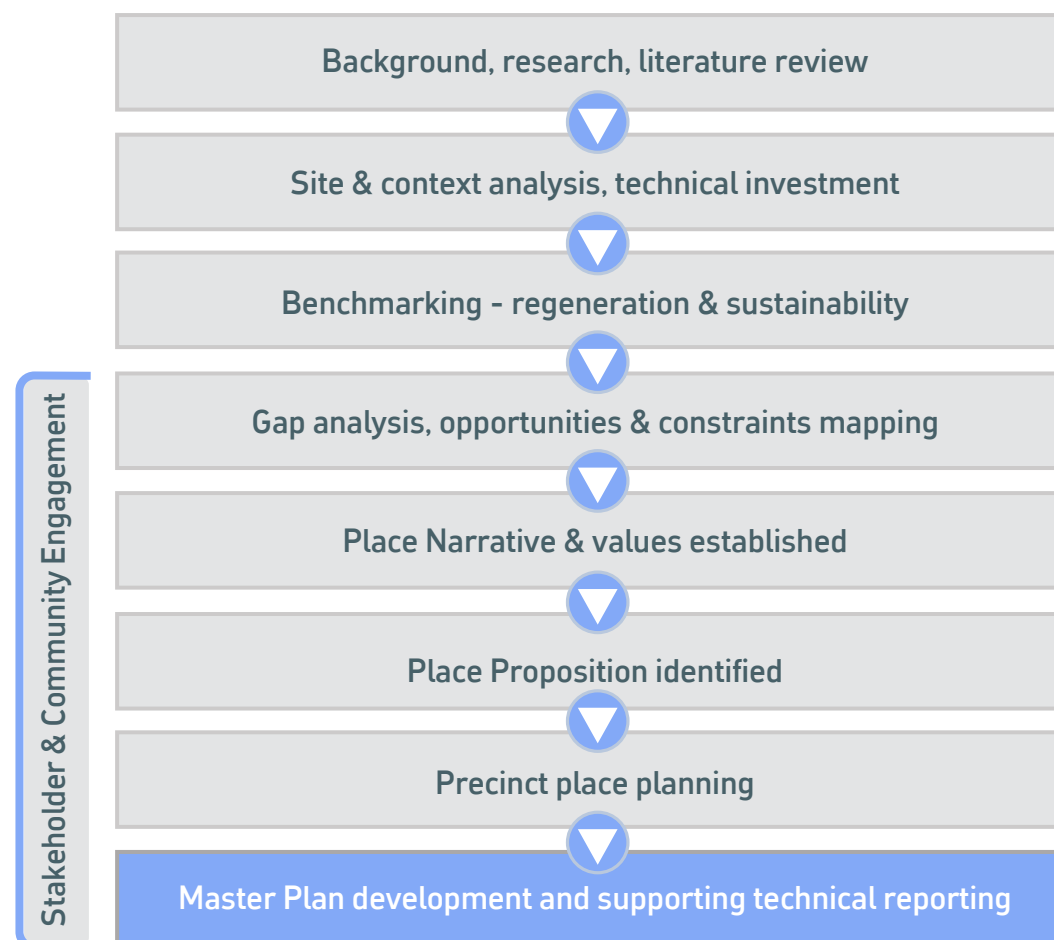 Background, research, literature review
Site & context analysis, technical investment
Benchmarking - regeneration & sustainability
Gap analysis, opportunities & constraints mapping
Place Narrative & values established
Place Proposition identified
Precinct place planning
Master Plan development and supporting technical reporting
Stakeholder & Community Engagement